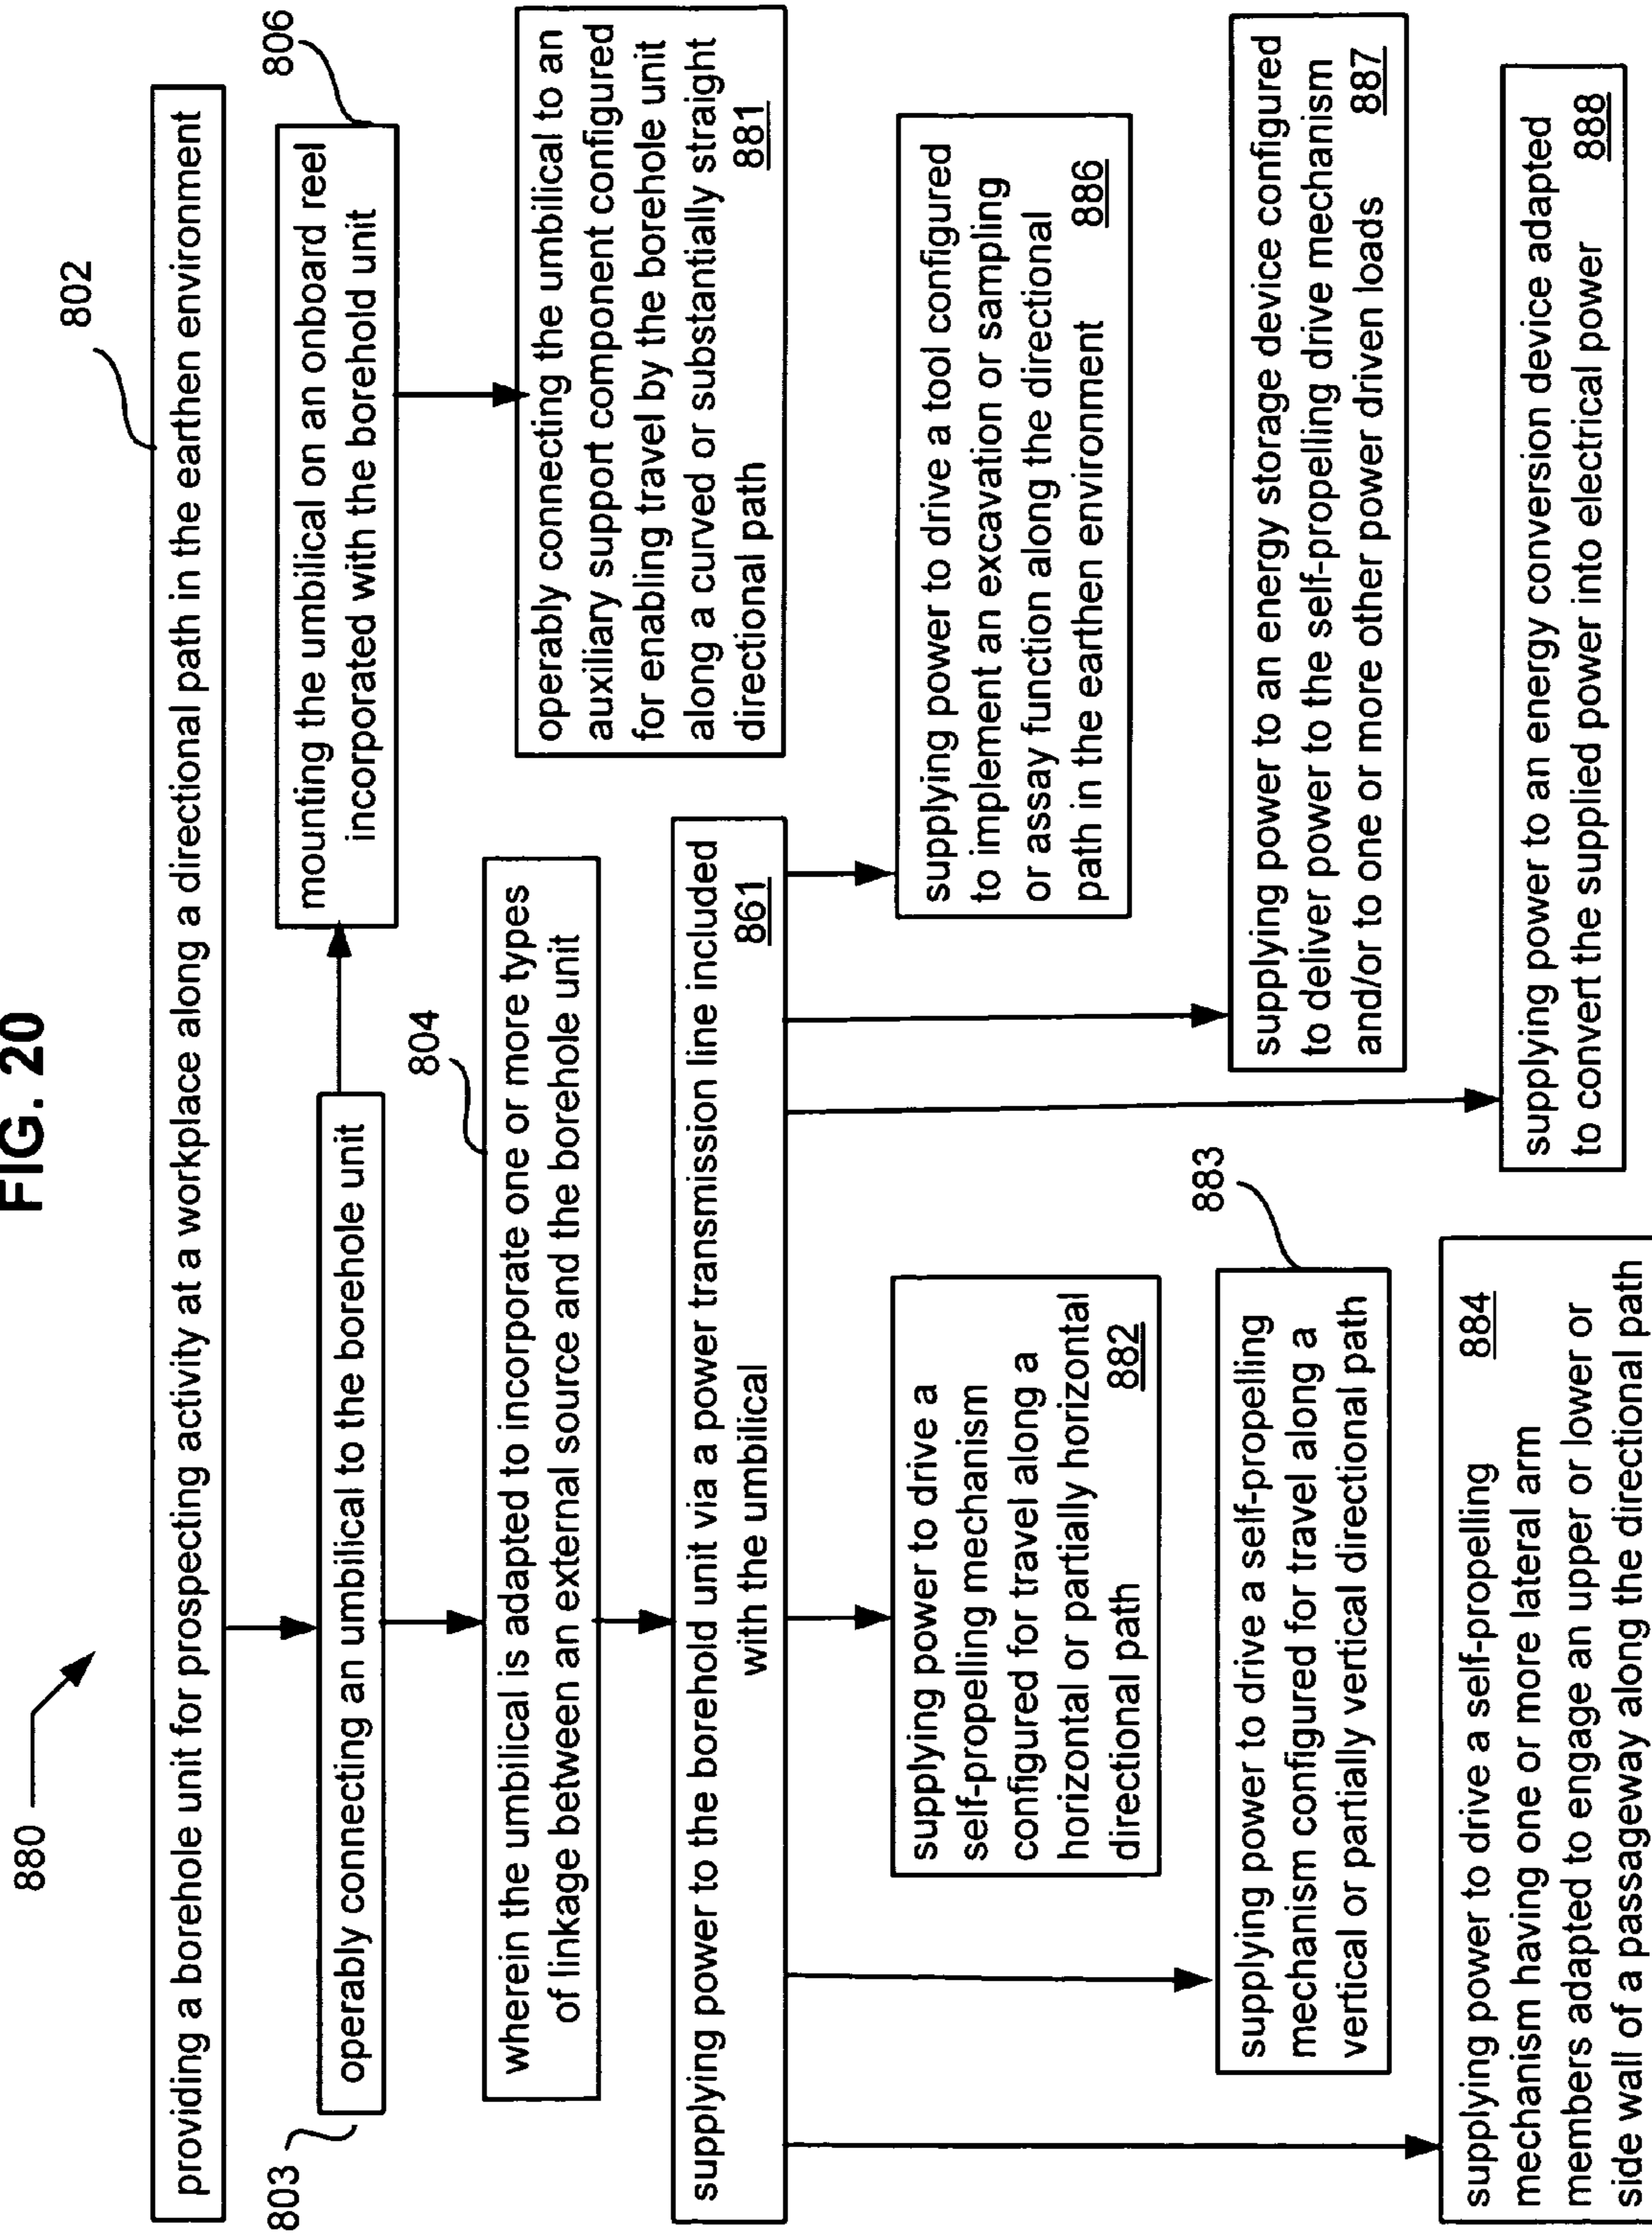 FIG. 20
880
802
providing a borehole unit for prospecting activity at a workplace along a directional path in the earthen environment
803
operably connecting an umbilical to the borehole unit
806
mounting the umbilical on an onboard reel
incorporated with the borehold unit
804
wherein the umbilical is adapted to incorporate one or more types
of linkage between an external source and the borehole unit
operably connecting the umbilical to an
auxiliary support component configured
for enabling travel by the borehole unit
along a curved or substantially straight
directional path 881
supplying power to the borehold unit via a power transmission line included
with the umbilical 861
supplying power to drive a
self-propelling mechanism
configured for travel along a
horizontal or partially horizontal
directional path 882
supplying power to drive a tool configured
to implement an excavation or sampling
or assay function along the directional
path in the earthen environment 886
883
supplying power to drive a self-propelling
mechanism configured for travel along a
vertical or partially vertical directional path
supplying power to an energy storage device configured
to deliver power to the self-propelling drive mechanism
and/or to one or more other power driven loads 887
supplying power to drive a self-propelling 884
mechanism having one or more lateral arm
members adapted to engage an upper or lower or
side wall of a passageway along the directional path
supplying power to an energy conversion device adapted
to convert the supplied power into electrical power 888